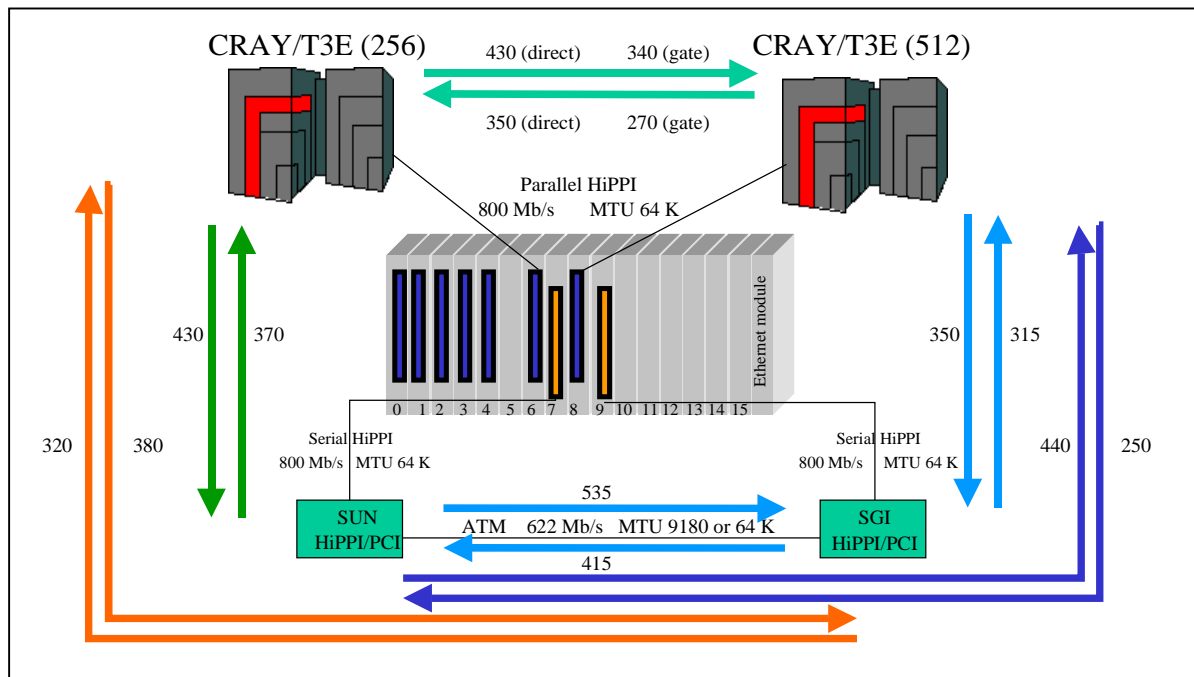 CRAY/T3E (256)
CRAY/T3E (512)
430 (direct) 340 (gate)
350 (direct) 270 (gate)
Parallel HiPPI
800 Mb/s MTU 64 K
Ethernet module
0 1 2 3 4 5 6 7 8 9 10 11 12 13 14 15
430 370
350 315
320 380
440 250
Serial HiPPI
800 Mb/s MTU 64 K
Serial HiPPI
800 Mb/s MTU 64 K
535
SUN
HiPPI/PCI
ATM 622 Mb/s MTU 9180 or 64 K
SGI
HiPPI/PCI
415